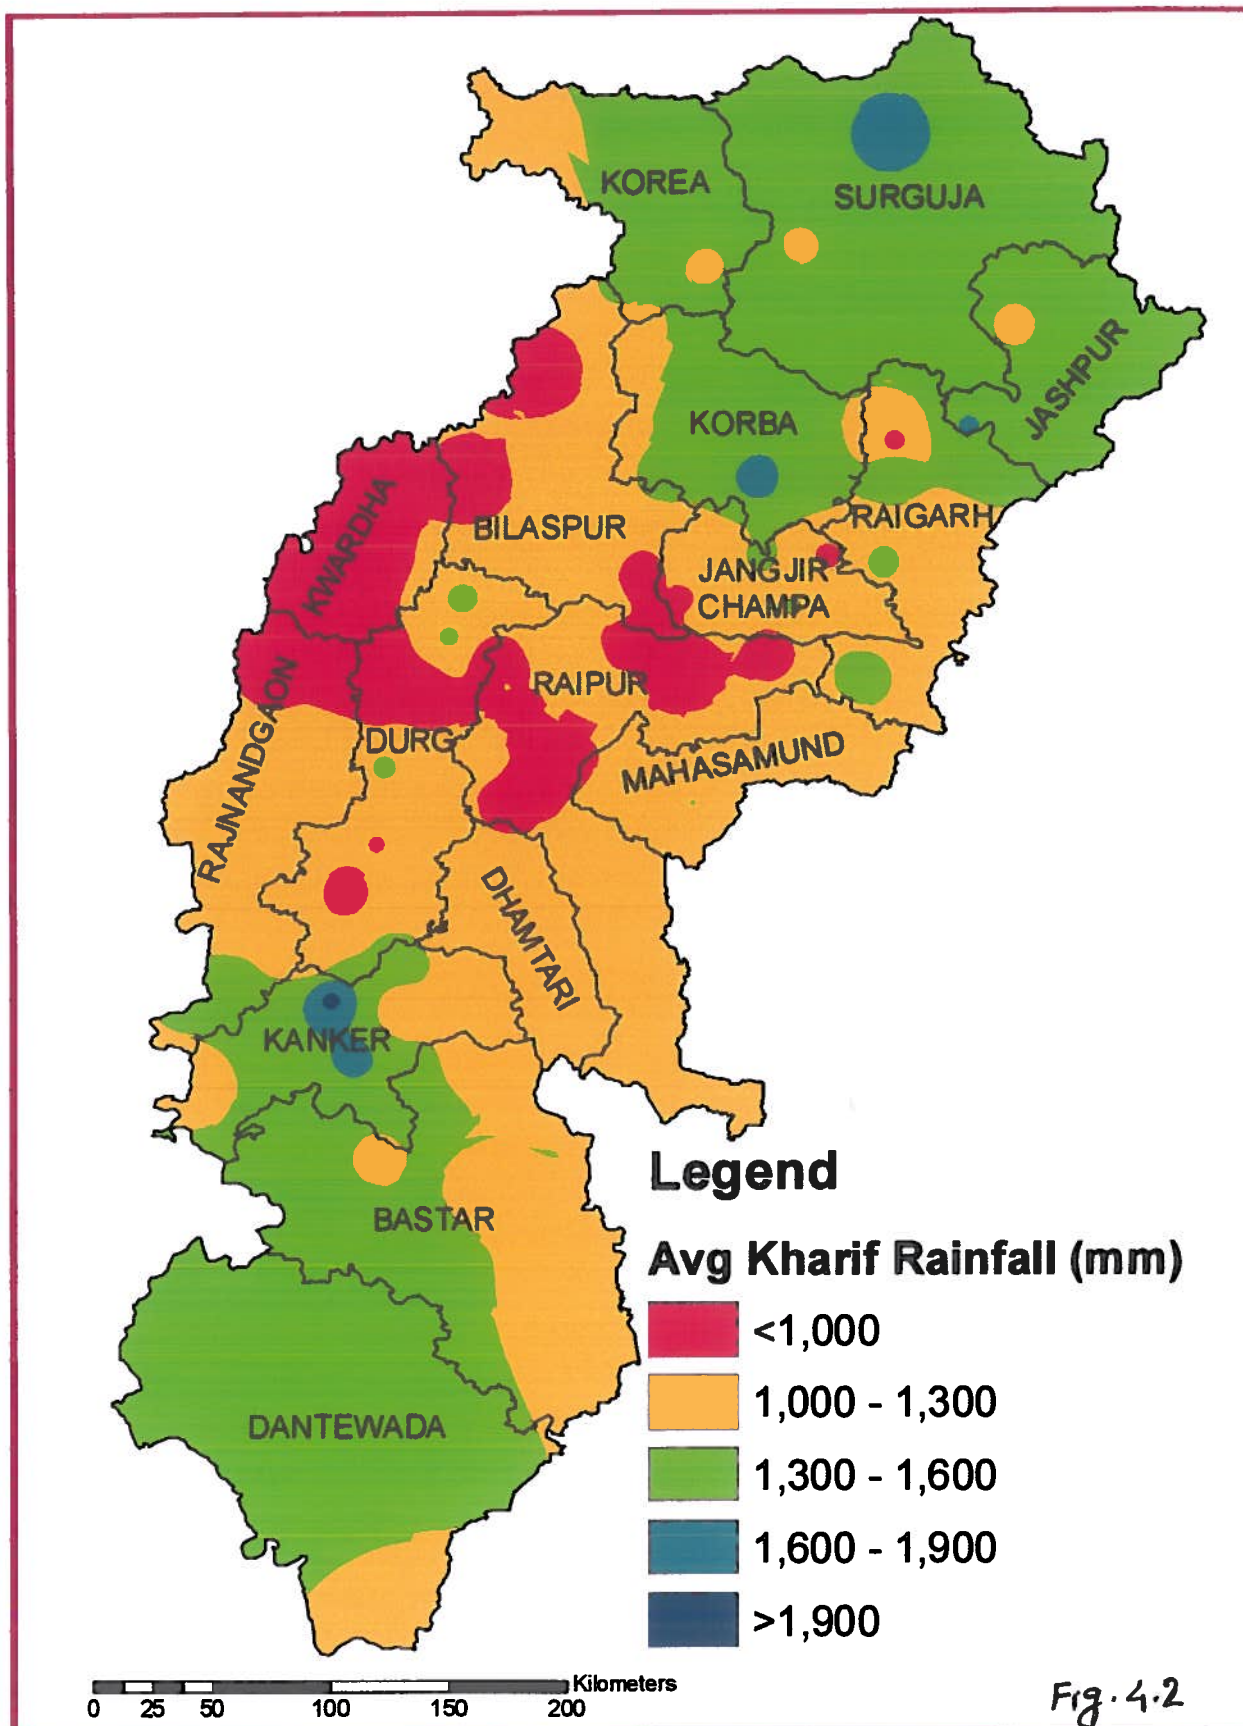 KOREA
SURGUJA
JASHPUR
KORBA
RAIGARH
BILASPUR
KWARDHA
JANGJIR
CHAMPA
RAIPUR
RAJNANDGAON
DURG
MAHASAMUND
DHAMTARI
KANKER
BASTAR
DANTEWADA
Legend
Avg Kharif Rainfall (mm)
<1,000
1,000 - 1,300
1,300 - 1,600
1,600 - 1,900
>1,900
Kilometers
0 25 50 100 150 200
Fig. 4.2